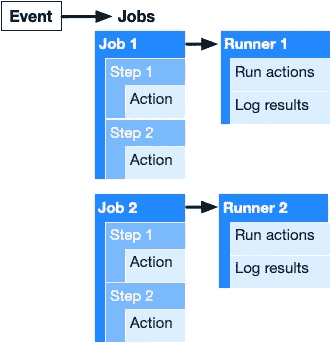 Event
Jobs
Job 1
Runner 1
Step 1
Run actions
Action
Log results
Step 2
Action
Job 2
Runner 2
Step 1
Run actions
Action
Log results
Step 2
Action